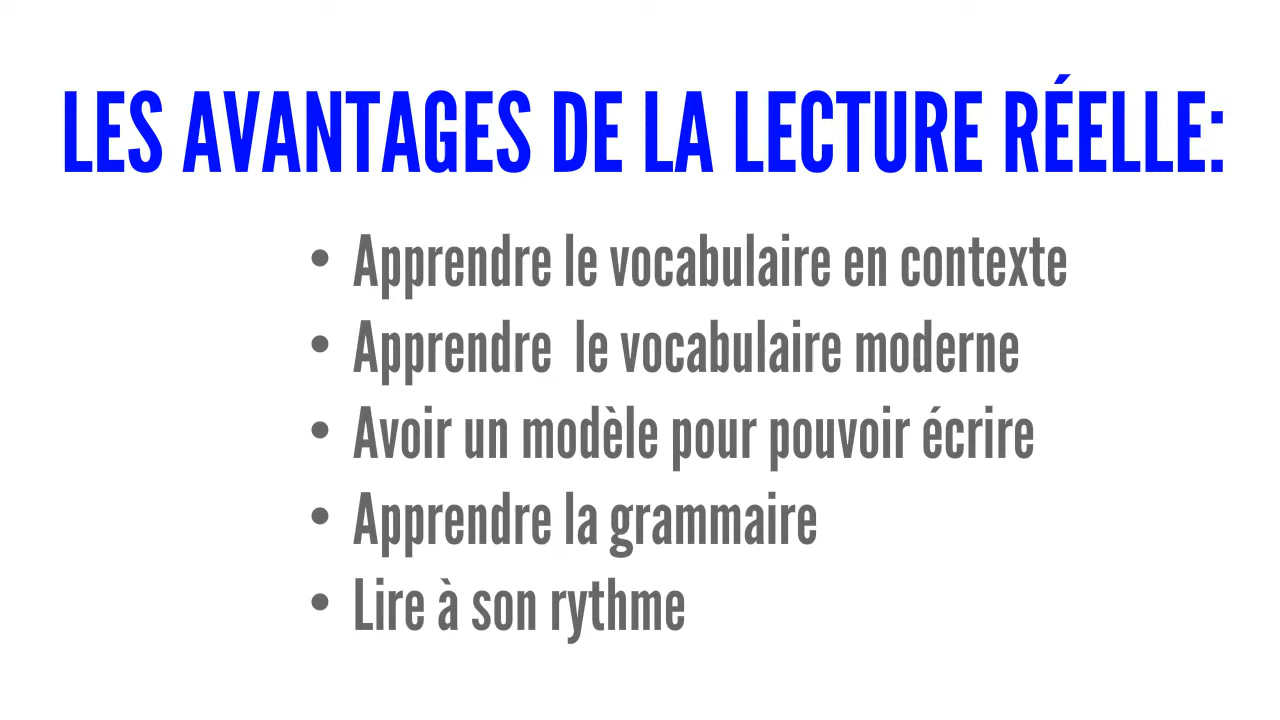 LES AVANTAGES DE LA LECTURE RÉELLE:
• Apprendre le vocabulaire en contexte
• Apprendre  le vocabulaire moderne
• Avoir un modèle pour pouvoir écrire
• Apprendre la grammaire
• Lire à son rythme